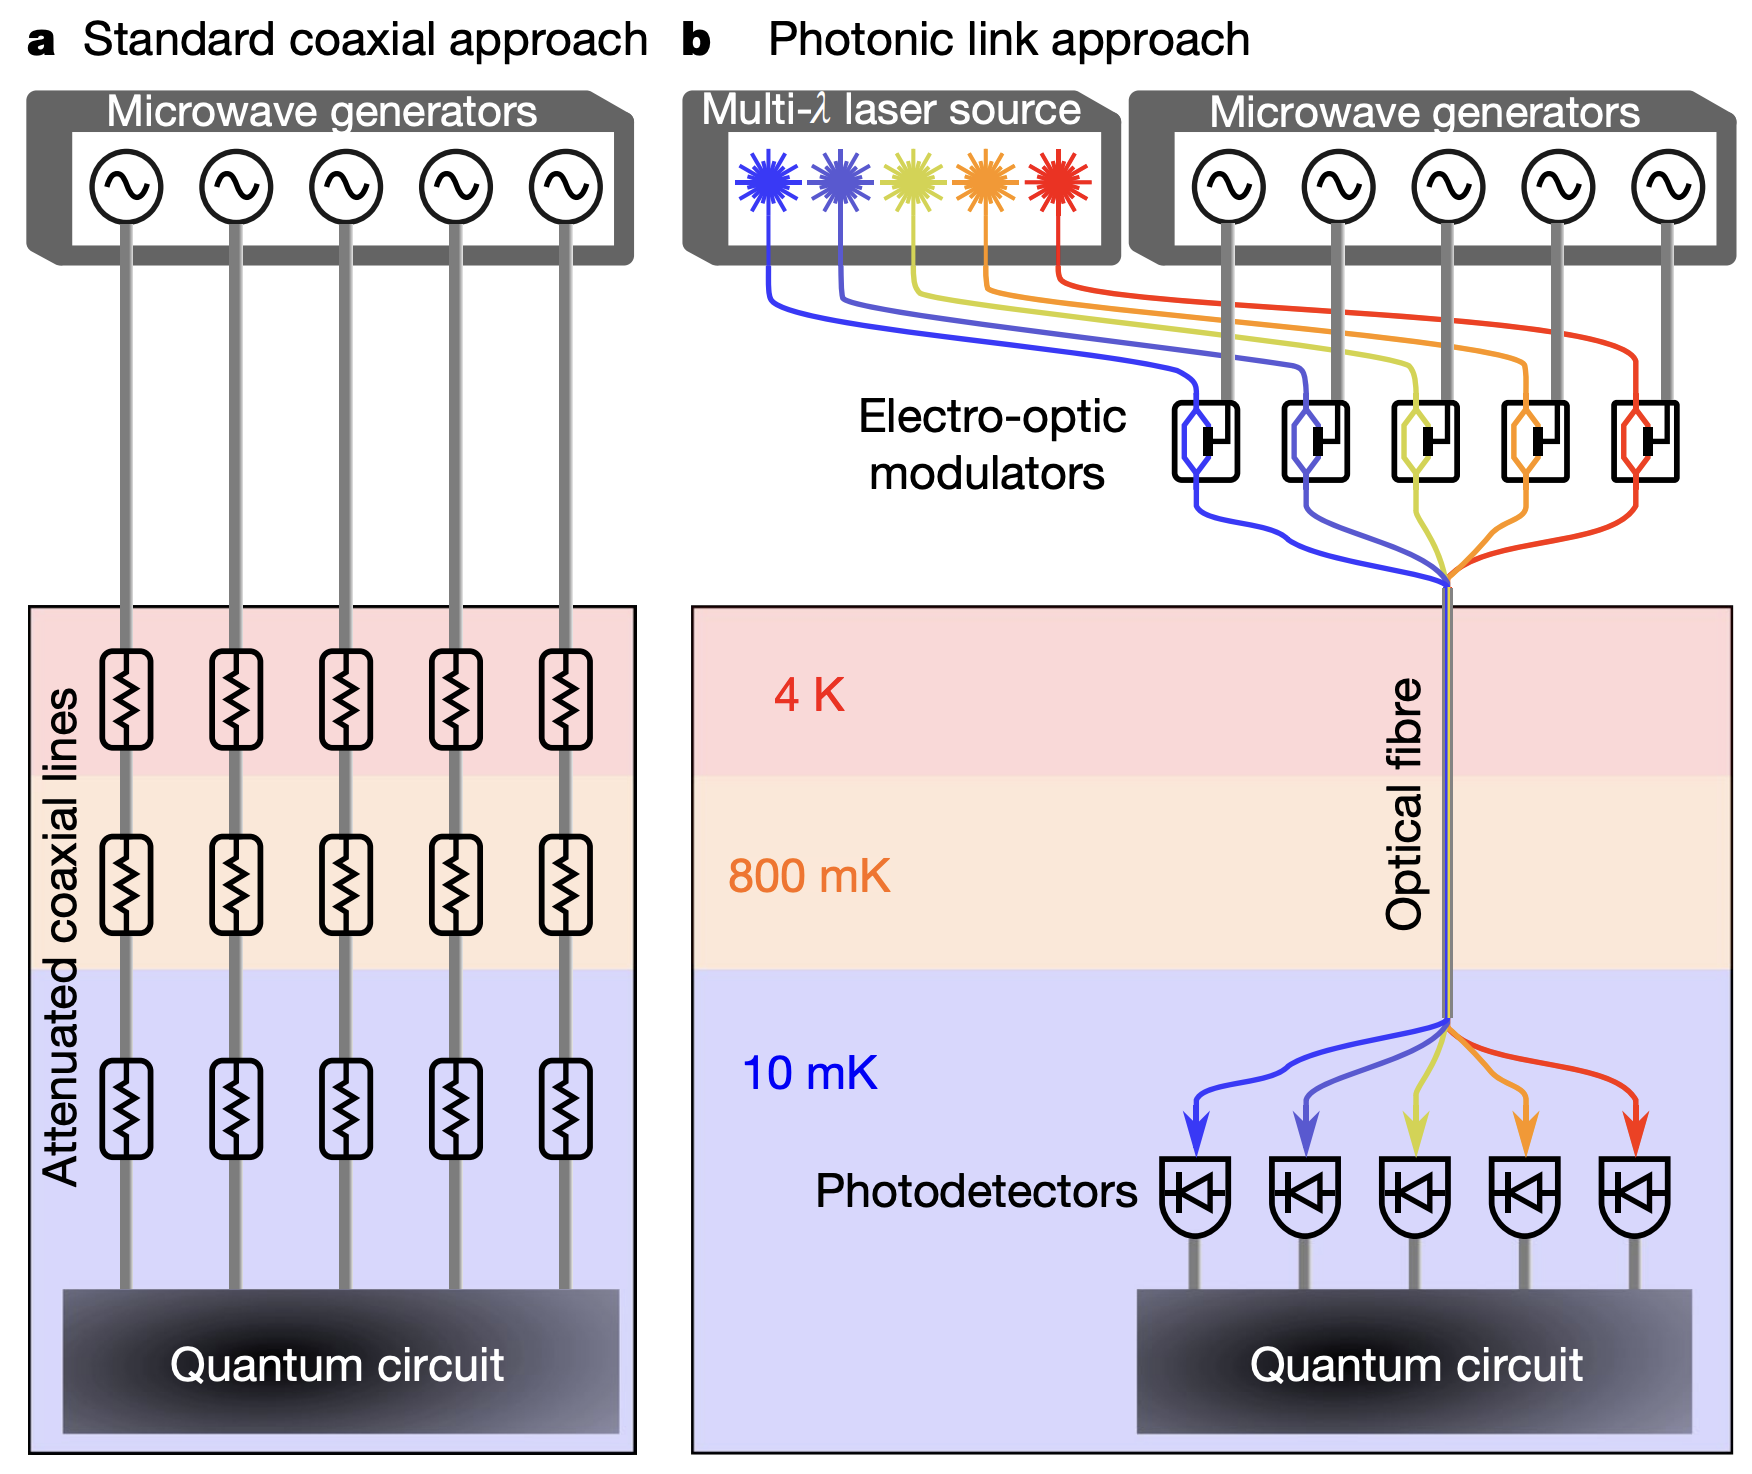 a Standard coaxial approach
Microwave generators
Attenuated coaxial lines
Quantum circuit
b Photonic link approach
Multi-λ laser source
Microwave generators
Electro-optic
modulators
4 K
800 mK
10 mK
Optical fibre
Photodetectors
Quantum circuit